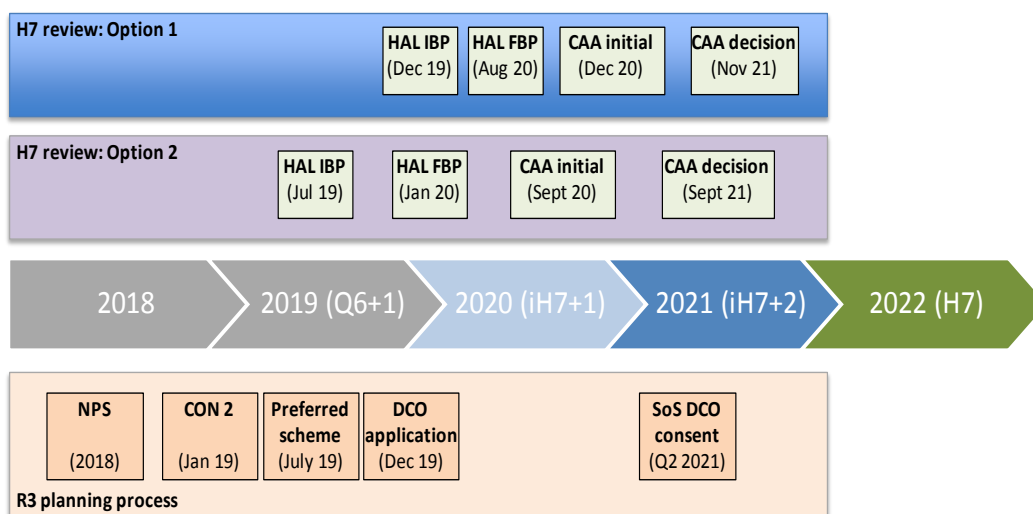 H7 review: Option 1
HAL IBP
(Dec 19)
HAL FBP
(Aug 20)
CAA initial
(Dec 20)
CAA decision
(Nov 21)
H7 review: Option 2
HAL IBP
(Jul 19)
HAL FBP
(Jan 20)
CAA initial
(Sept 20)
CAA decision
(Sept 21)
2018
2019 (Q6+1)
2020 (iH7+1)
2021 (iH7+2)
2022 (H7)
NPS
(2018)
CON 2
(Jan 19)
Preferred
scheme
(July 19)
DCO
application
(Dec 19)
SoS DCO
consent
(Q2 2021)
R3 planning process